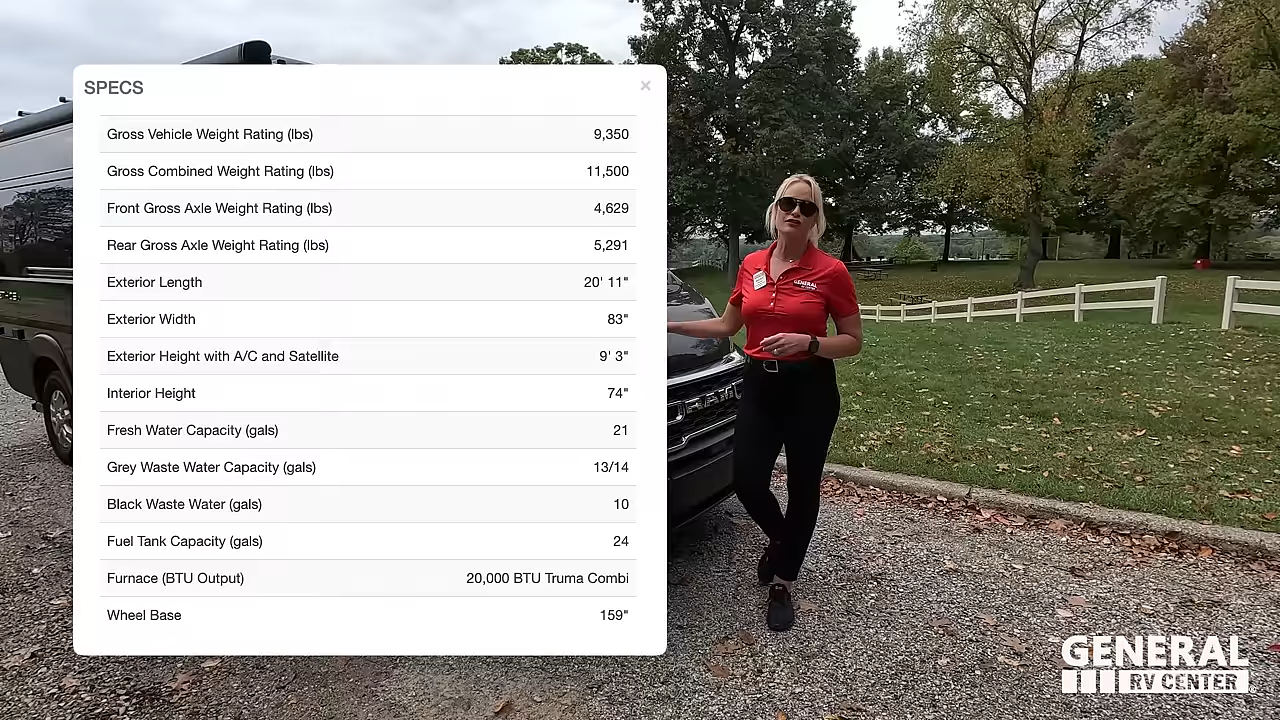 SPECS ×
Gross Vehicle Weight Rating (lbs) 9,350
Gross Combined Weight Rating (lbs) 11,500
Front Gross Axle Weight Rating (lbs) 4,629
Rear Gross Axle Weight Rating (lbs) 5,291
Exterior Length 20' 11"
Exterior Width 83"
Exterior Height with A/C and Satellite 9' 3"
Interior Height 74"
Fresh Water Capacity (gals) 21
Grey Waste Water Capacity (gals) 13/14
Black Waste Water (gals) 10
Fuel Tank Capacity (gals) 24
Furnace (BTU Output) 20,000 BTU Truma Combi
Wheel Base 159"
GENERAL
RAM
GENERAL
RV CENTER